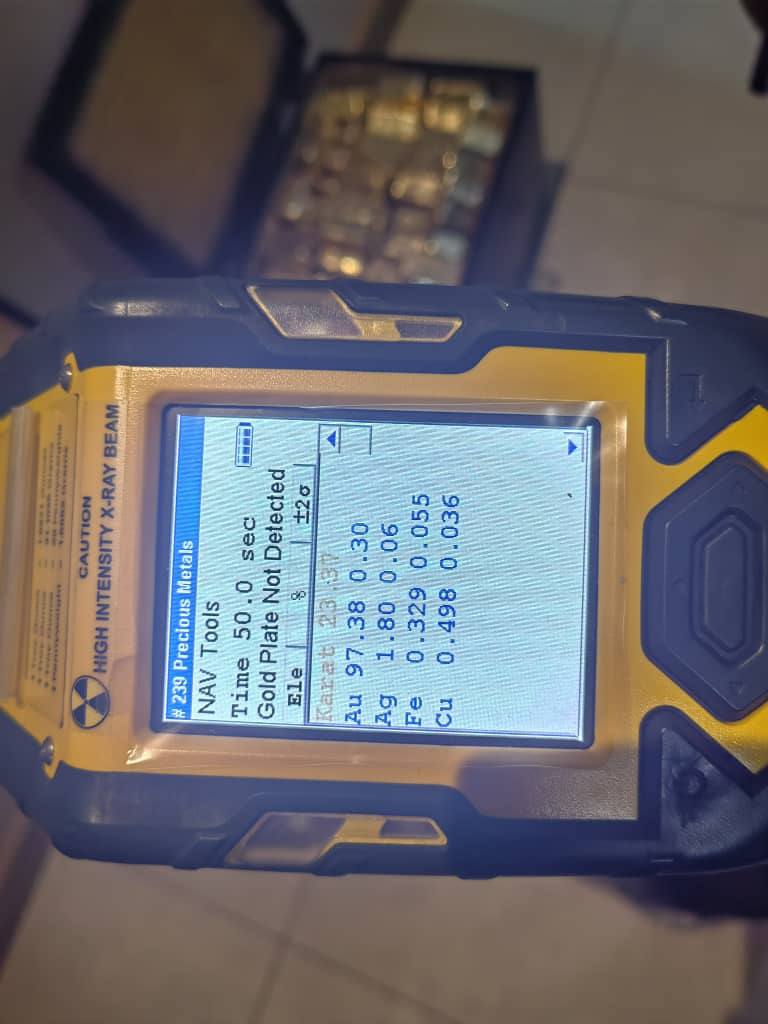 CAUTION
HIGH INTENSITY X-RAY BEAM
# 239 Precious Metals
NAV Tools
Time 50.0 sec
Gold Plate Not Detected
Ele | % | ±2σ
Karat 23.37
Au 97.38 0.30
Ag 1.80 0.06
Fe 0.329 0.055
Cu 0.498 0.036